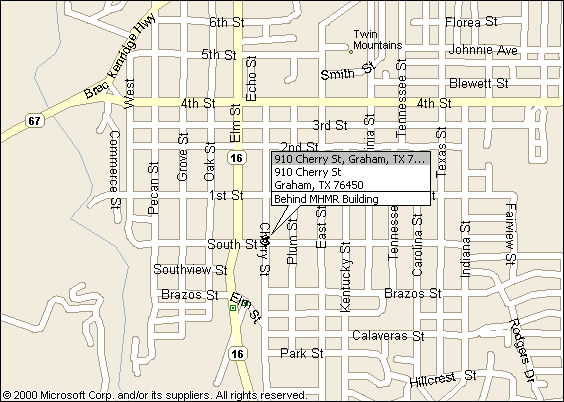 6th St
Florea St
Breckenridge Hwy
Twin
Mountains
5th St
Johnnie Ave
Echo St
Smith St
Tennessee St
Blewett St
West
4th St
4th St
67
Elm St
3rd St
Commerce St
Grove St
Oak St
2nd St
inia St
Texas St
16
910 Cherry St, Graham, TX 7...
910 Cherry St
Graham, TX 76450
Behind MHMR Building
Pecan St
1st St
Fairview St
South St
Cherry St
Plum St
East St
Tennessee
Carolina St
Indiana St
Southview St
Kentucky St
Brazos St
Elm St
Brazos St
Calaveras St
Rodgers Dr
16
Park St
Hillcrest St
© 2000 Microsoft Corp. and/or its suppliers. All rights reserved.